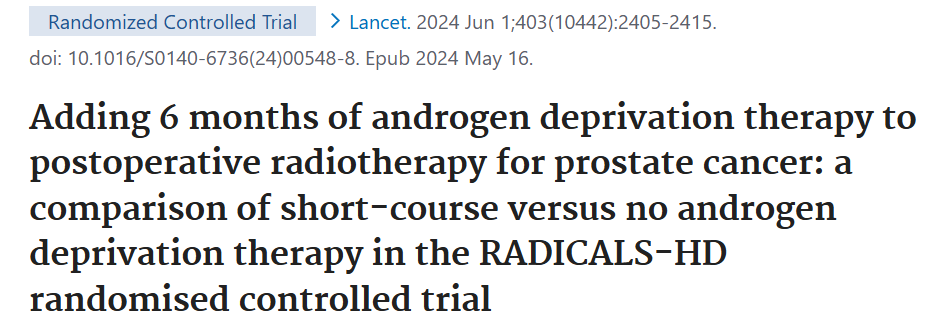 Randomized Controlled Trial > Lancet. 2024 Jun 1;403(10442):2405-2415.
doi: 10.1016/S0140-6736(24)00548-8. Epub 2024 May 16.
Adding 6 months of androgen deprivation therapy to
postoperative radiotherapy for prostate cancer: a
comparison of short-course versus no androgen
deprivation therapy in the RADICALS-HD
randomised controlled trial